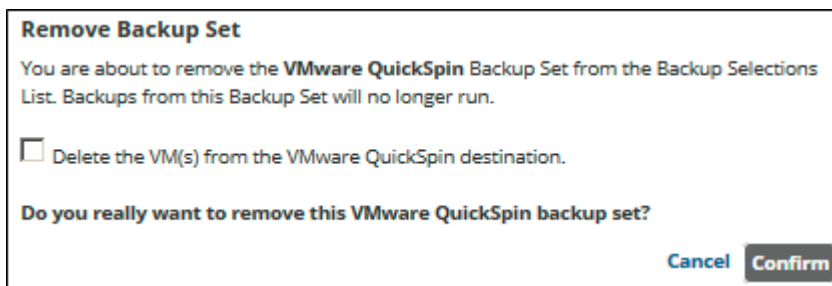 Remove Backup Set
You are about to remove the VMware QuickSpin Backup Set from the Backup Selections
List. Backups from this Backup Set will no longer run.
Delete the VM(s) from the VMware QuickSpin destination.
Do you really want to remove this VMware QuickSpin backup set?
Cancel Confirm